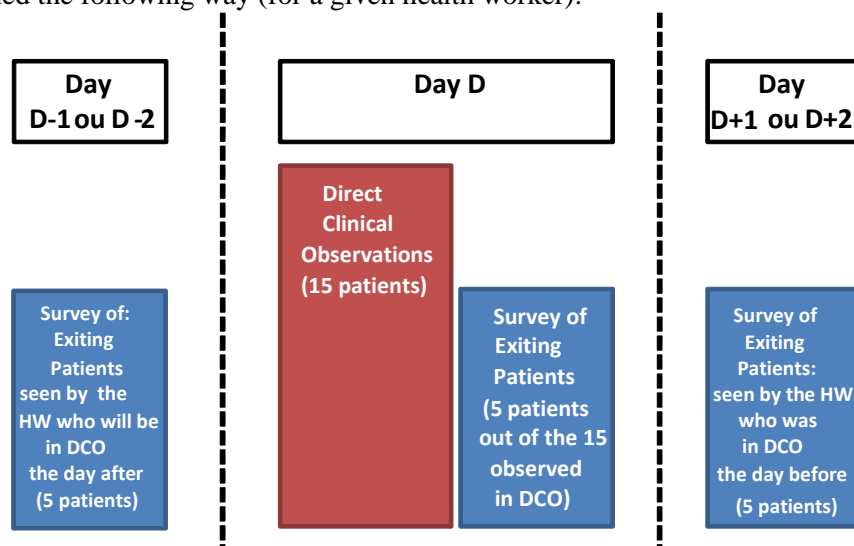 ed the following way (for a given health worker).
Day
D-1 ou D -2
Day D
Day
D+1 ou D+2
Direct
Clinical
Observations
(15 patients)
Survey of:
Exiting
Patients
seen by the
HW who will be
in DCO
the day after
(5 patients)
Survey of
Exiting
Patients
(5 patients
out of the 15
observed
in DCO)
Survey of
Exiting
Patients:
seen by the HW
who was
in DCO
the day before
(5 patients)